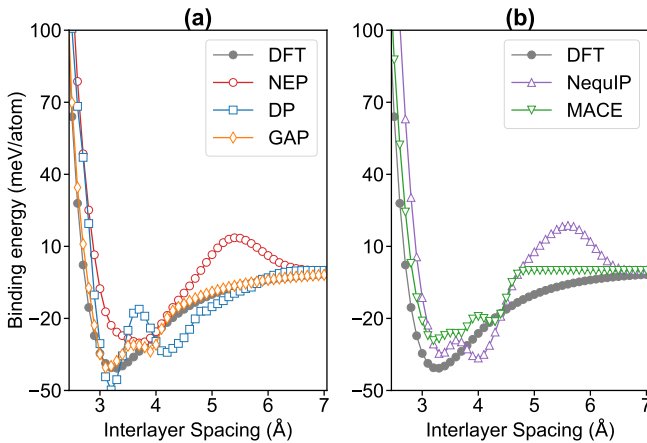 (a)
(b)
Binding energy (meV/atom)
100
70
40
10
−20
−50
DFT
NEP
DP
GAP
3
4
5
6
7
Interlayer Spacing (Å)
100
70
40
10
−20
−50
DFT
NequIP
MACE
3
4
5
6
7
Interlayer Spacing (Å)